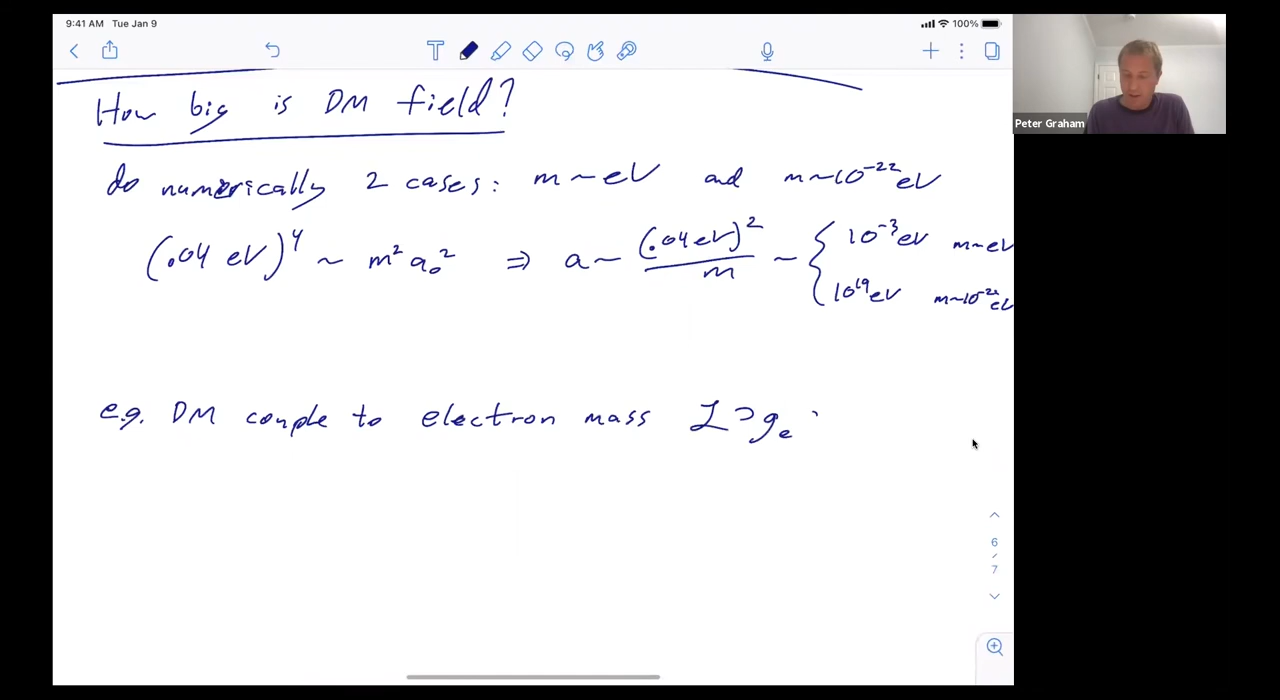 9:41 AM Tue Jan 9
100%
How big is DM field?
do numerically 2 cases: m~eV and m~10⁻²² eV
(.04 eV)⁴ ~ m² a₀² ⇒ a ~ (.04 eV)² / m ~ { 10⁻³ eV m~eV
10¹⁹ eV m~10⁻²² eV
e.g. DM couple to electron mass ℒ ⊃ gₑ
Peter Graham
6
/
7